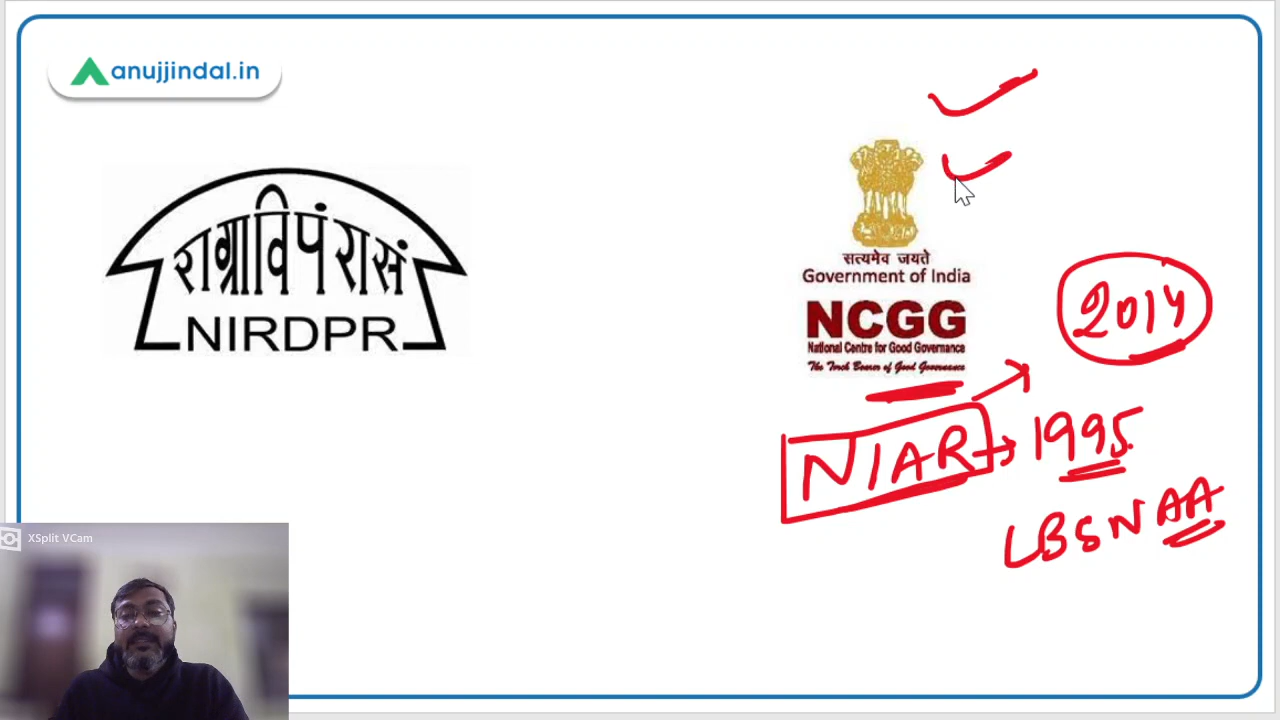 anujjindal.in
राग्राविपंरासं
NIRDPR
सत्यमेव जयते
Government of India
NCGG
National Centre for Good Governance
The Torch Bearer of Good Governance
2014
NIAR
1995
LBSNAA
XSplit VCam